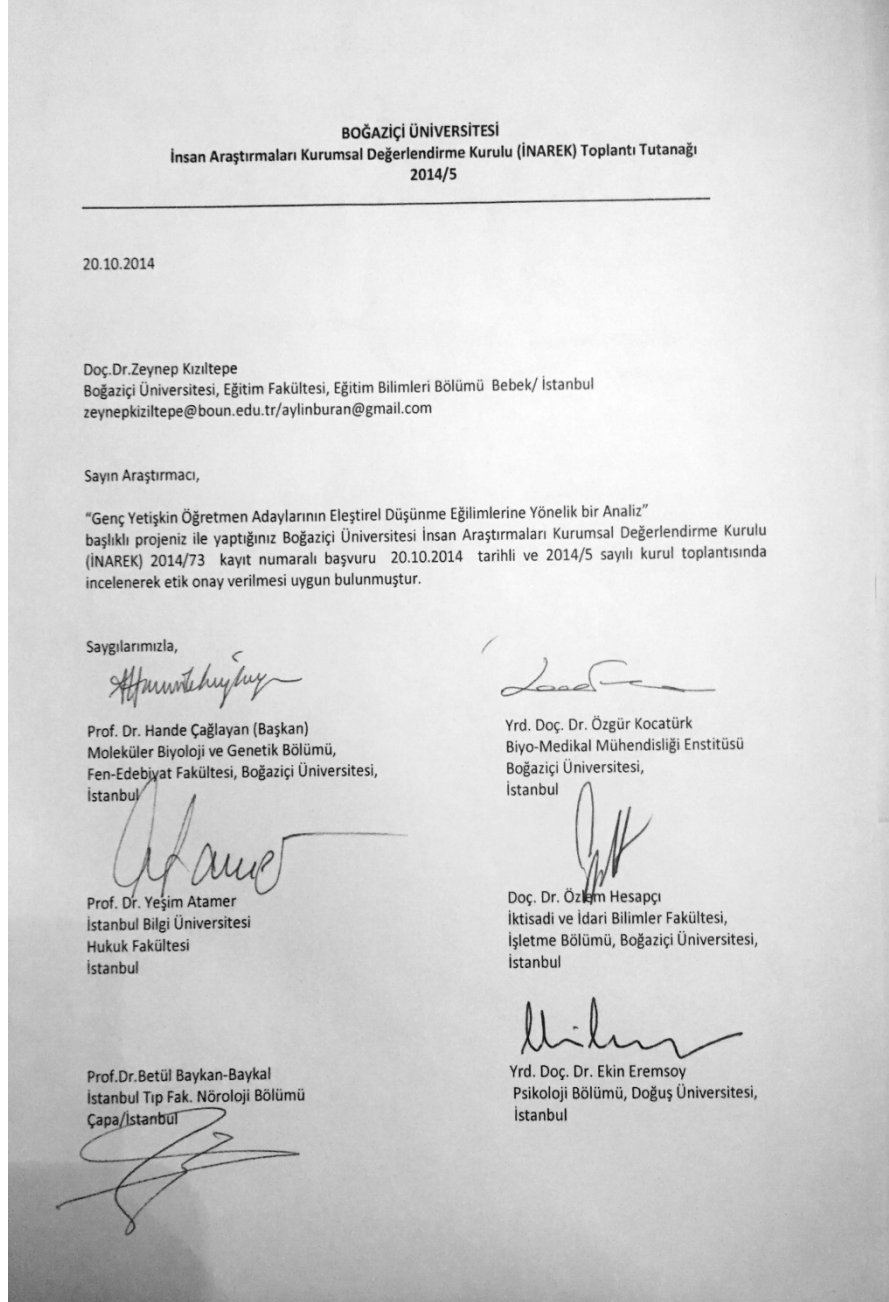 BOĞAZİÇİ ÜNİVERSİTESİ
İnsan Araştırmaları Kurumsal Değerlendirme Kurulu (İNAREK) Toplantı Tutanağı
2014/5
20.10.2014
Doç.Dr.Zeynep Kızıltepe
Boğaziçi Üniversitesi, Eğitim Fakültesi, Eğitim Bilimleri Bölümü Bebek/ İstanbul
zeynepkiziltepe@boun.edu.tr/aylinburan@gmail.com
Sayın Araştırmacı,
“Genç Yetişkin Öğretmen Adaylarının Eleştirel Düşünme Eğilimlerine Yönelik bir Analiz”
başlıklı projeniz ile yaptığınız Boğaziçi Üniversitesi İnsan Araştırmaları Kurumsal Değerlendirme Kurulu
(İNAREK) 2014/73 kayıt numaralı başvuru 20.10.2014 tarihli ve 2014/5 sayılı kurul toplantısında
incelenerek etik onay verilmesi uygun bulunmuştur.
Saygılarımızla,
Prof. Dr. Hande Çağlayan (Başkan)
Moleküler Biyoloji ve Genetik Bölümü,
Fen-Edebiyat Fakültesi, Boğaziçi Üniversitesi,
İstanbul
Yrd. Doç. Dr. Özgür Kocatürk
Biyo-Medikal Mühendisliği Enstitüsü
Boğaziçi Üniversitesi,
İstanbul
Prof. Dr. Yeşim Atamer
İstanbul Bilgi Üniversitesi
Hukuk Fakültesi
İstanbul
Doç. Dr. Özlem Hesapçı
İktisadi ve İdari Bilimler Fakültesi,
İşletme Bölümü, Boğaziçi Üniversitesi,
İstanbul
Prof.Dr.Betül Baykan-Baykal
İstanbul Tıp Fak. Nöroloji Bölümü
Çapa/İstanbul
Yrd. Doç. Dr. Ekin Eremsoy
Psikoloji Bölümü, Doğuş Üniversitesi,
İstanbul